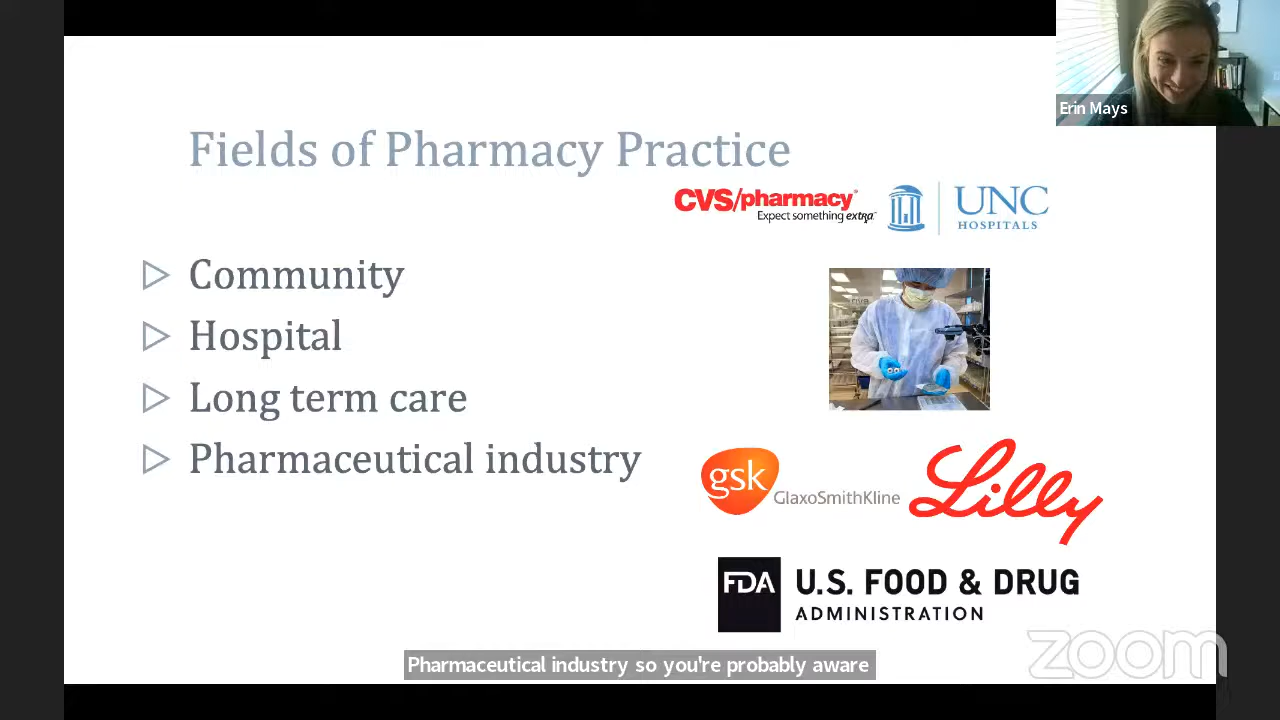 Erin Mays
Fields of Pharmacy Practice
CVS/pharmacy
Expect something extra
UNC
HOSPITALS
Community
Hospital
Long term care
Pharmaceutical industry
gsk
GlaxoSmithKline
Lilly
FDA
U.S. FOOD & DRUG
ADMINISTRATION
Pharmaceutical industry so you're probably aware
zoom